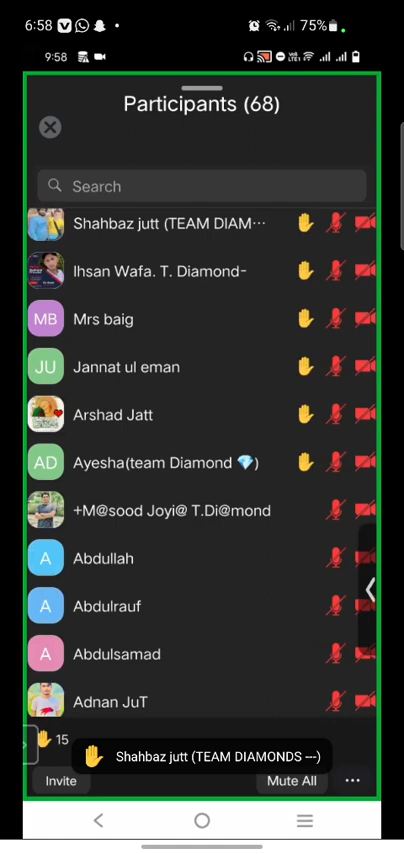 6:58 75%
9:58
Participants (68)
Search
Shahbaz jutt (TEAM DIAM...
Ihsan Wafa. T. Diamond-
MB Mrs baig
JU Jannat ul eman
Arshad Jatt
AD Ayesha(team Diamond 💎)
+M@sood Joyi@ T.Di@mond
A Abdullah
A Abdulrauf
A Abdulsamad
Adnan JuT
15
Shahbaz jutt (TEAM DIAMONDS ---)
Invite Mute All ...